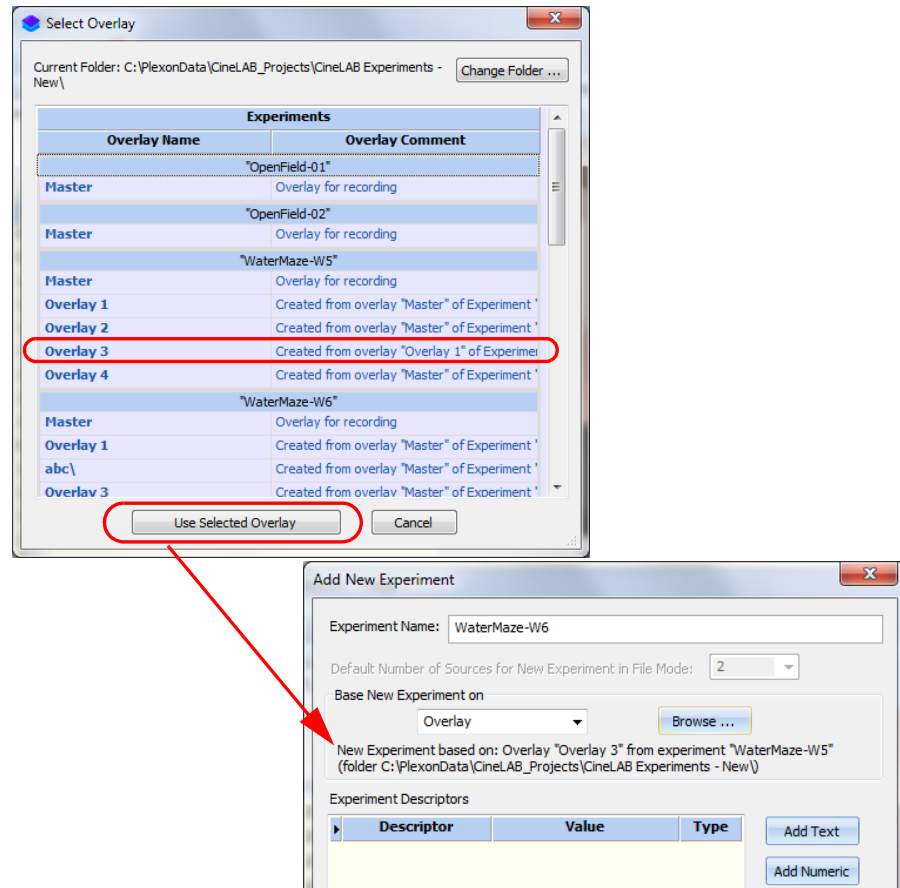 Select Overlay
Current Folder: C:\PlexonData\CineLAB_Projects\CineLAB Experiments -
New\
Change Folder ...
Experiments
Overlay Name Overlay Comment
"OpenField-01"
Master Overlay for recording
"OpenField-02"
Master Overlay for recording
"WaterMaze-W5"
Master Overlay for recording
Overlay 1 Created from overlay "Master" of Experiment '
Overlay 2 Created from overlay "Master" of Experiment '
Overlay 3 Created from overlay "Overlay 1" of Experimen
Overlay 4 Created from overlay "Master" of Experiment '
"WaterMaze-W6"
Master Overlay for recording
Overlay 1 Created from overlay "Master" of Experiment '
abc\ Created from overlay "Master" of Experiment '
Overlay 3 Created from overlay "Master" of Experiment '
Use Selected Overlay Cancel
Add New Experiment
Experiment Name: WaterMaze-W6
Default Number of Sources for New Experiment in File Mode: 2
Base New Experiment on
Overlay Browse ...
New Experiment based on: Overlay "Overlay 3" from experiment "WaterMaze-W5"
(folder C:\PlexonData\CineLAB_Projects\CineLAB Experiments - New\)
Experiment Descriptors
Descriptor Value Type
Add Text
Add Numeric